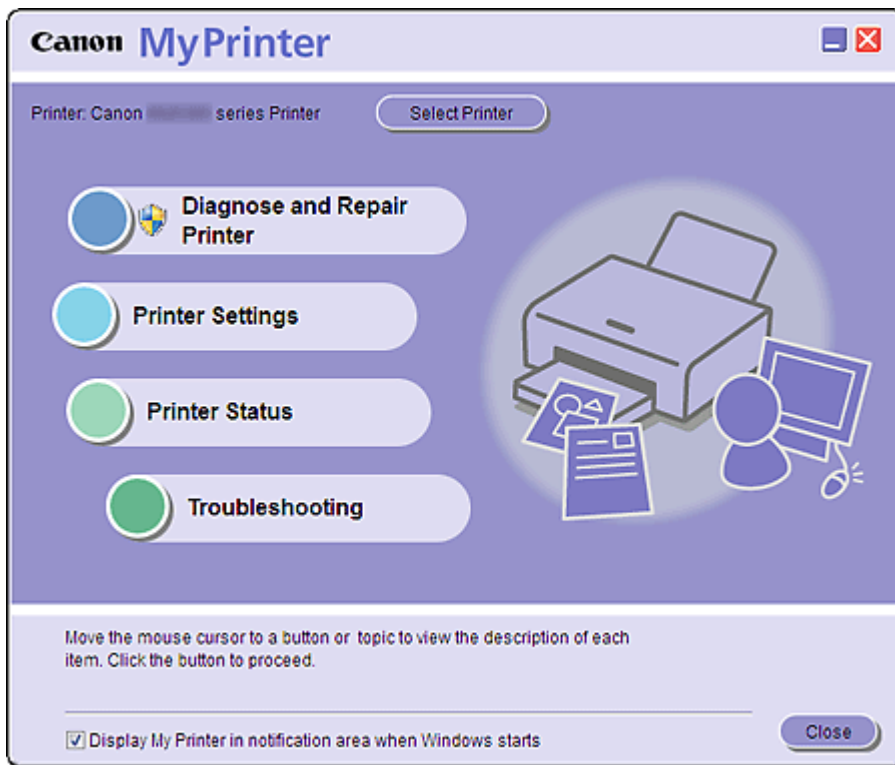 Canon MyPrinter
Printer: Canon series Printer
Select Printer
Diagnose and Repair
Printer
Printer Settings
Printer Status
Troubleshooting
Move the mouse cursor to a button or topic to view the description of each
item. Click the button to proceed.
Display My Printer in notification area when Windows starts
Close